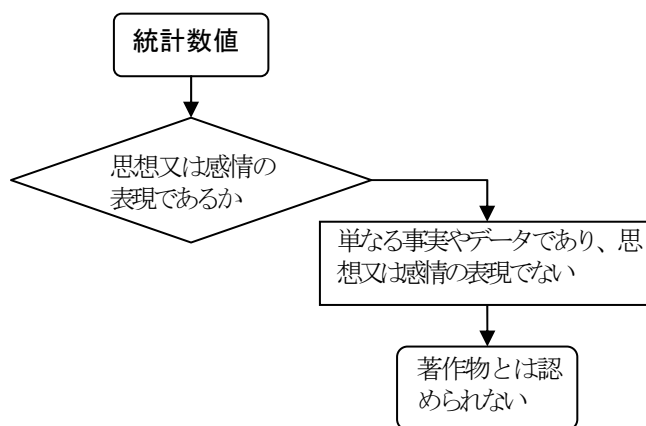 統計数値
思想又は感情の
表現であるか
単なる事実やデータであり、思
想又は感情の表現でない
著作物とは認
められない